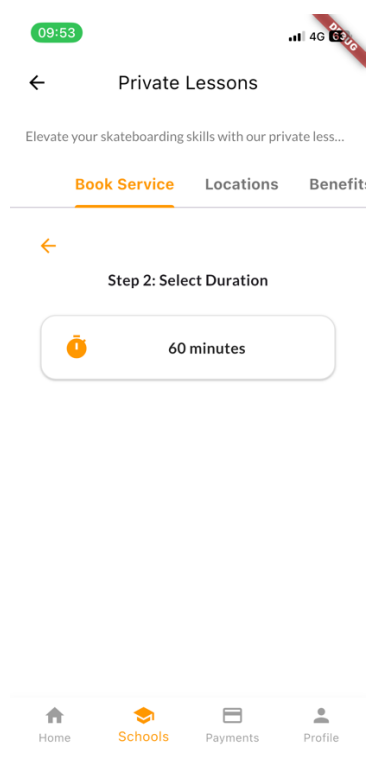 09:53
4G
DEBUG
Private Lessons
Elevate your skateboarding skills with our private less...
Book Service Locations Benefits
Step 2: Select Duration
60 minutes
Home Schools Payments Profile